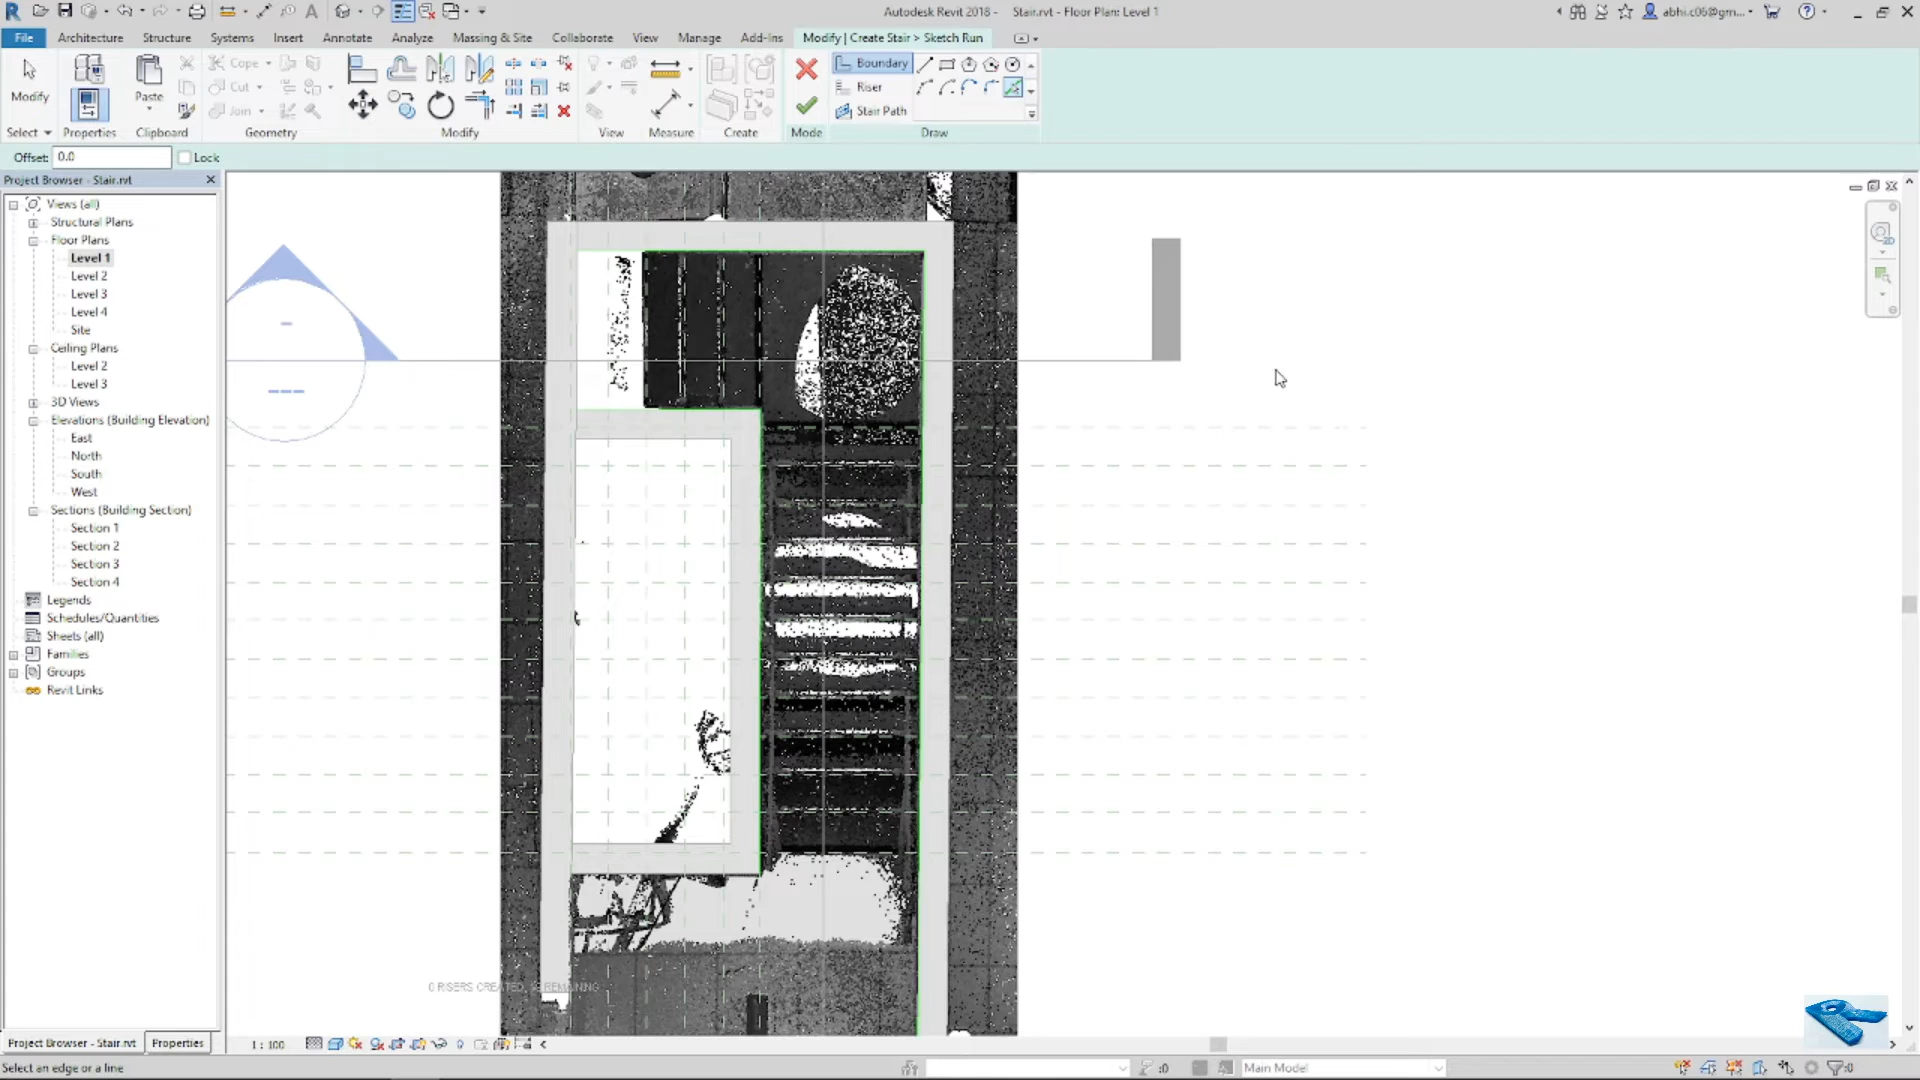 Autodesk Revit 2018 - Stair.rvt - Floor Plan: Level 1
abhi.c06@gm...
File Architecture Structure Systems Insert Annotate Analyze Massing & Site Collaborate View Manage Add-Ins Modify | Create Stair > Sketch Run
Modify
Paste
Cope
Cut
Join
Boundary
Riser
Stair Path
Select Properties Clipboard Geometry Modify View Measure Create Mode Draw
Offset: 0.0 Lock
Project Browser - Stair.rvt
Views (all)
Structural Plans
Floor Plans
Level 1
Level 2
Level 3
Level 4
Site
Ceiling Plans
Level 2
Level 3
3D Views
Elevations (Building Elevation)
East
North
South
West
Sections (Building Section)
Section 1
Section 2
Section 3
Section 4
Legends
Schedules/Quantities
Sheets (all)
Families
Groups
Revit Links
0 RISERS CREATED, REMAINING
Project Browser - Stair.rvt Properties
1 : 100
Select an edge or a line
:0
Main Model
:0